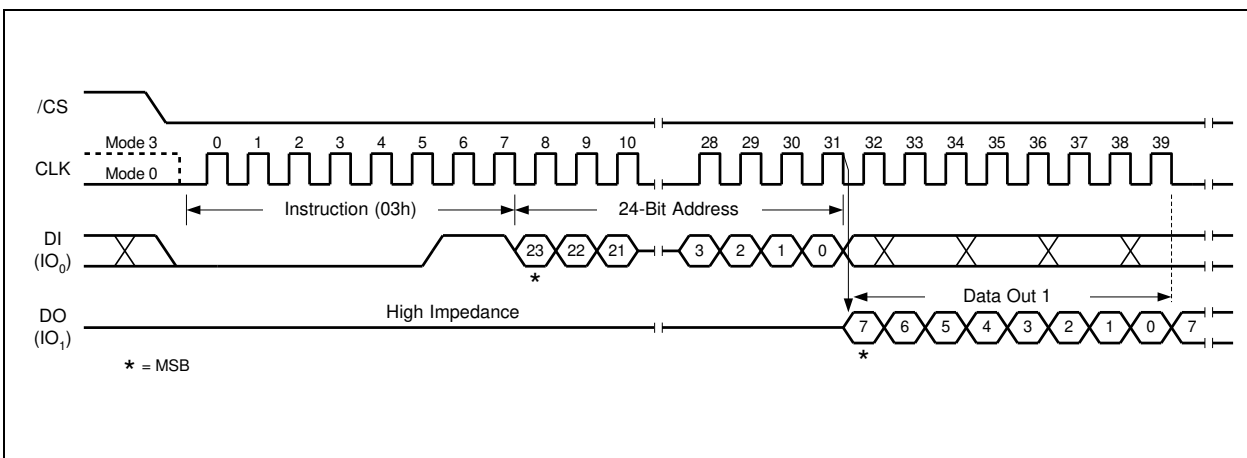 /CS
Mode 3
0 1 2 3 4 5 6 7 8 9 10 28 29 30 31 32 33 34 35 36 37 38 39
CLK
Mode 0
Instruction (03h)
24-Bit Address
DI
(IO0)
23 22 21 3 2 1 0
*
High Impedance
Data Out 1
DO
(IO1)
7 6 5 4 3 2 1 0 7
*
* = MSB